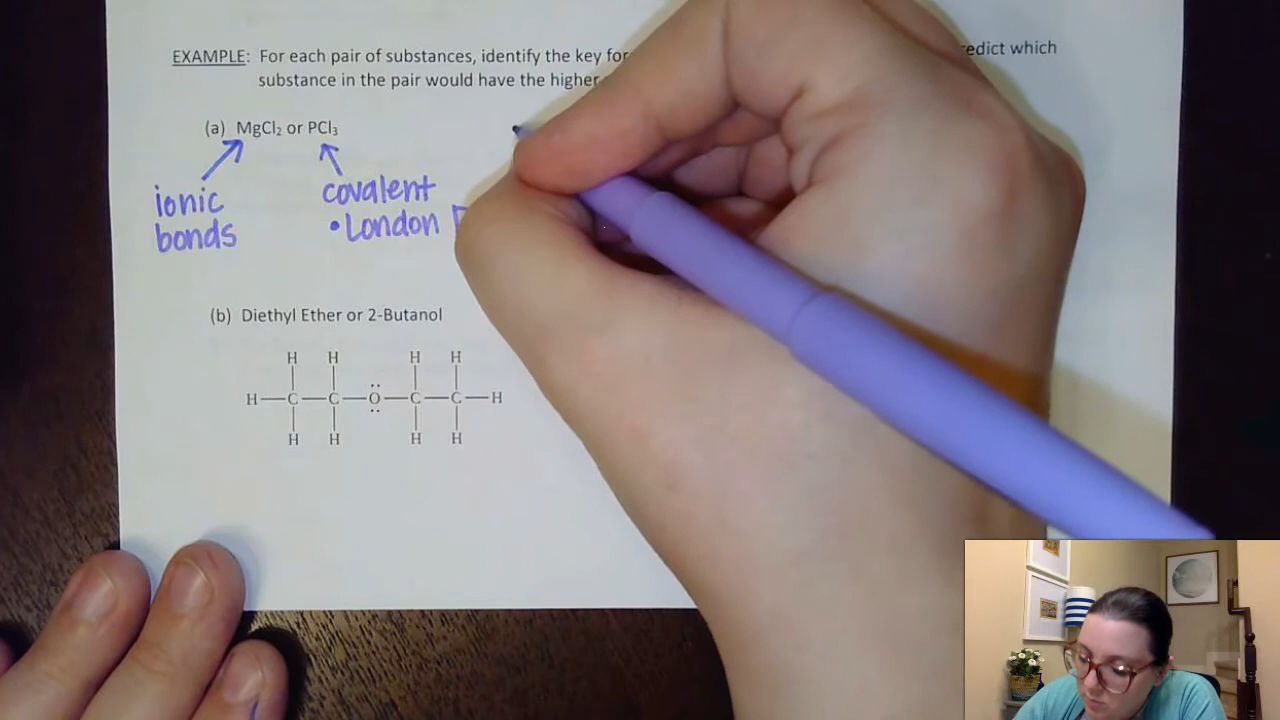 EXAMPLE: For each pair of substances, identify the key for edict which
substance in the pair would have the higher
(a) MgCl₂ or PCl₃
ionic
bonds
covalent
• London
(b) Diethyl Ether or 2-Butanol
H H H H
H C C O C C H
H H H H